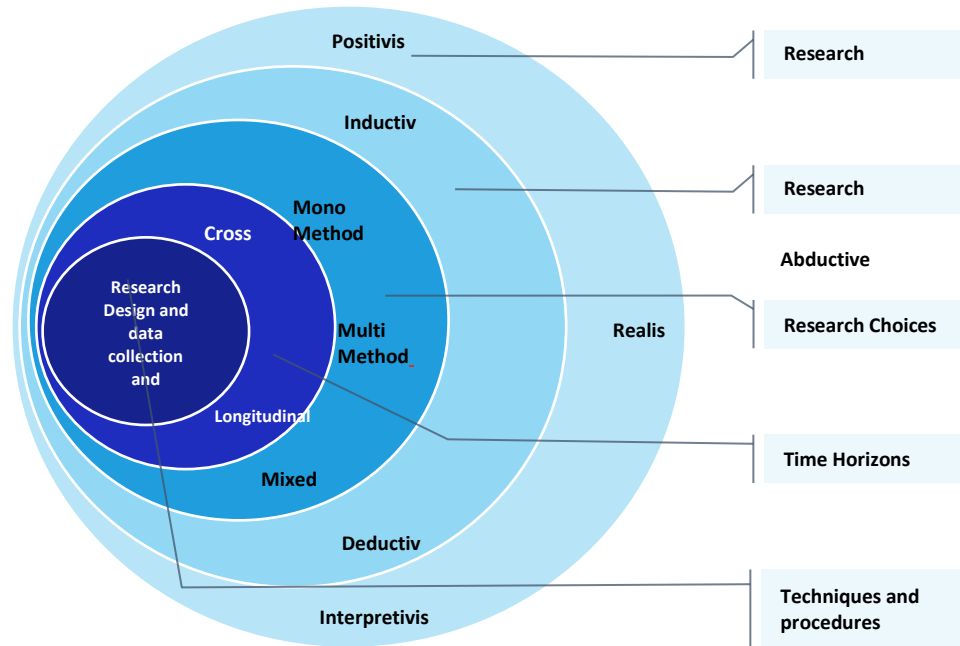 Positivis
Research
Inductiv
Research
Mono
Method
Cross
Abductive
Research
Design and
data
collection
and
Multi
Method
Realis
Research Choices
Longitudinal
Time Horizons
Mixed
Deductiv
Techniques and
procedures
Interpretivis